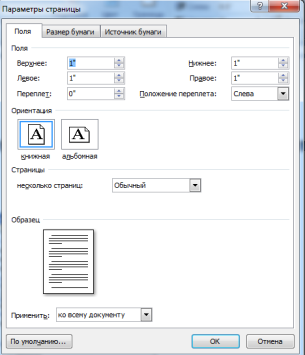 Параметры страницы
Поля Размер бумаги Источник бумаги
Поля
Верхнее: 1" Нижнее: 1"
Левое: 1" Правое: 1"
Переплет: 0" Положение переплета: Слева
Ориентация
A A
книжная альбомная
Страницы
несколько страниц: Обычный
Образец
Применить: ко всему документу
По умолчанию... ОК Отмена